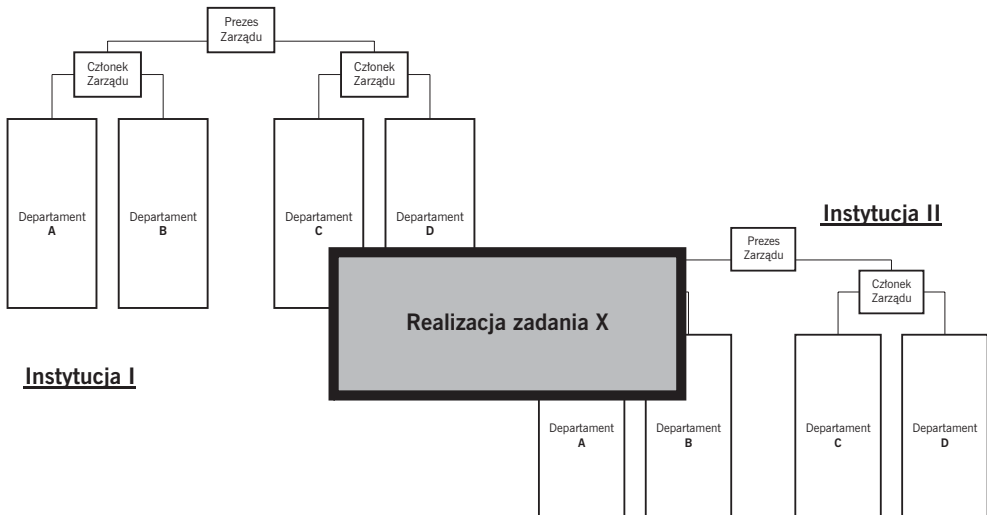 Prezes
Zarządu
Członek
Zarządu
Członek
Zarządu
Departament
A
Departament
B
Departament
C
Departament
D
Instytucja II
Prezes
Zarządu
Członek
Zarządu
Realizacja zadania X
Instytucja I
Departament
A
Departament
B
Departament
C
Departament
D